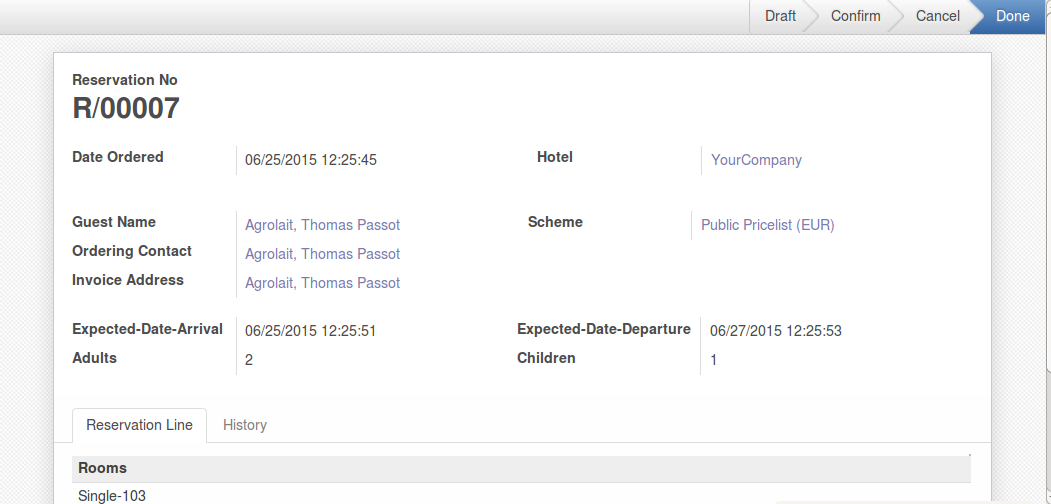 Draft Confirm Cancel Done
Reservation No
R/00007
Date Ordered 06/25/2015 12:25:45 Hotel YourCompany
Guest Name Agrolait, Thomas Passot Scheme Public Pricelist (EUR)
Ordering Contact Agrolait, Thomas Passot
Invoice Address Agrolait, Thomas Passot
Expected-Date-Arrival 06/25/2015 12:25:51 Expected-Date-Departure 06/27/2015 12:25:53
Adults 2 Children 1
Reservation Line History
Rooms
Single-103